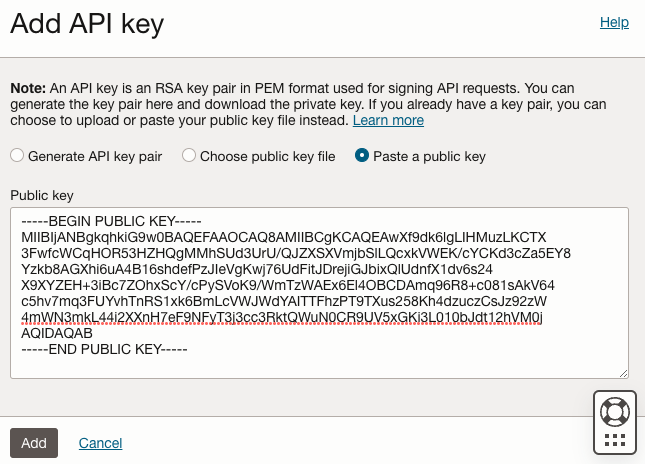 Add API key
Help
Note: An API key is an RSA key pair in PEM format used for signing API requests. You can
generate the key pair here and download the private key. If you already have a key pair, you can
choose to upload or paste your public key file instead. Learn more
Generate API key pair
Choose public key file
Paste a public key
Public key
-----BEGIN PUBLIC KEY-----
MIIBIjANBgkqhkiG9w0BAQEFAAOCAQ8AMIIBCgKCAQEAwXf9dk6lgLIHMuzLKCTX
3FwfcWCqHOR53HZHQgMMhSUd3UrU/QJZXSXVmjbSlLQcxkVWEK/cYCKd3cZa5EY8
Yzkb8AGXhi6uA4B16shdefPzJIeVgKwj76UdFitJDrejiGJbixQlUdnfX1dv6s24
X9XYZEH+3iBc7ZOhxScY/cPySVoK9/WmTzWAEx6El4OBCDAmq96R8+c081sAkV64
c5hv7mq3FUYvhTnRS1xk6BmLcVWJWdYAITTFhzPT9TXus258Kh4dzuczCsJz92zW
4mWN3mkL44j2XXnH7eF9NFyT3j3cc3RktQWuN0CR9UV5xGKj3L010bJdt12hVM0j
AQIDAQAB
-----END PUBLIC KEY-----
Add
Cancel